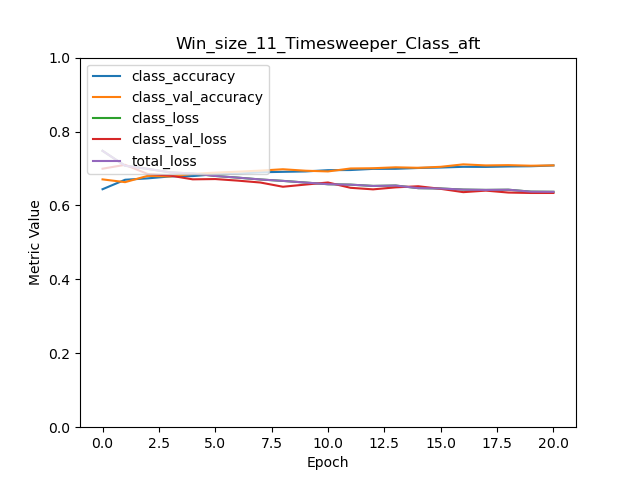 Win_size_11_Timesweeper_Class_aft
class_accuracy
class_val_accuracy
class_loss
class_val_loss
total_loss
1.0
0.8
0.6
0.4
0.2
0.0
Metric Value
0.0 2.5 5.0 7.5 10.0 12.5 15.0 17.5 20.0
Epoch